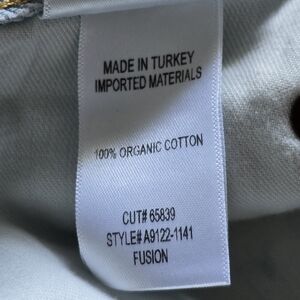 MADE IN TURKEY
IMPORTED MATERIALS
100% ORGANIC COTTON
CUT# 65839
STYLE# A9122-1141
FUSION